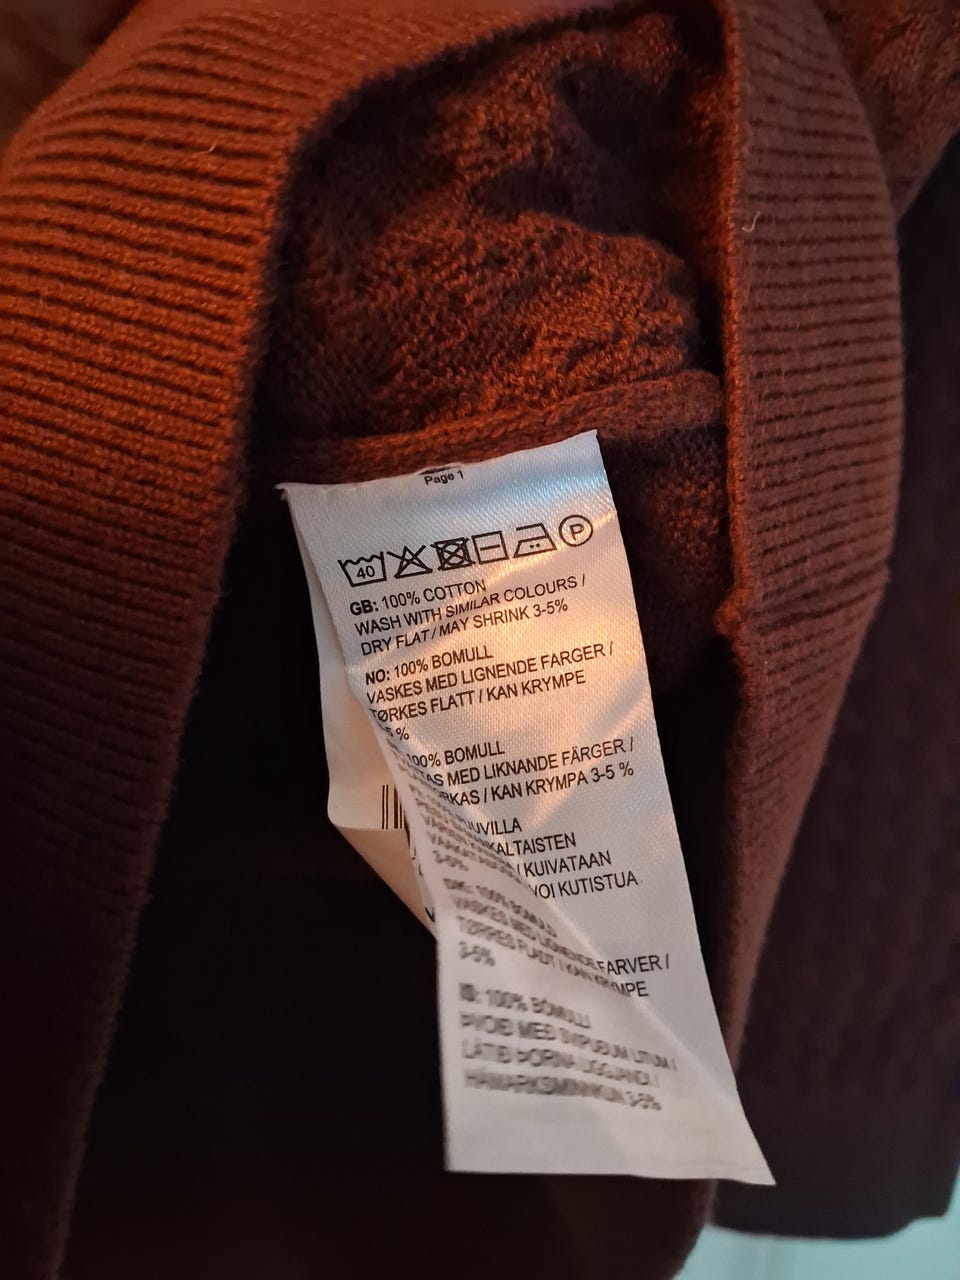 Page 1
40 P
GB: 100% COTTON
WASH WITH SIMILAR COLOURS /
DRY FLAT / MAY SHRINK 3-5%
NO: 100% BOMULL
VASKES MED LIGNENDE FARGER /
TØRKES FLATT / KAN KRYMPE
%
100% BOMULL
MED LIKNANDE FÄRGER /
/ KAN KRYMPA 3-5 %
/ KUIVATAAN
VOI KUTISTUA
3-5%
DK: 100% BOMULD
VASKES MED LIGNENDE FARVER /
TØRRES FLADT / KAN KRYMPE
3-5%
IS: 100% BÓMULL
ÞVOIÐ MEÐ SVIPUÐUM LITUM /
LÁTIÐ ÞORNA LIGGJANDI /
3-5%